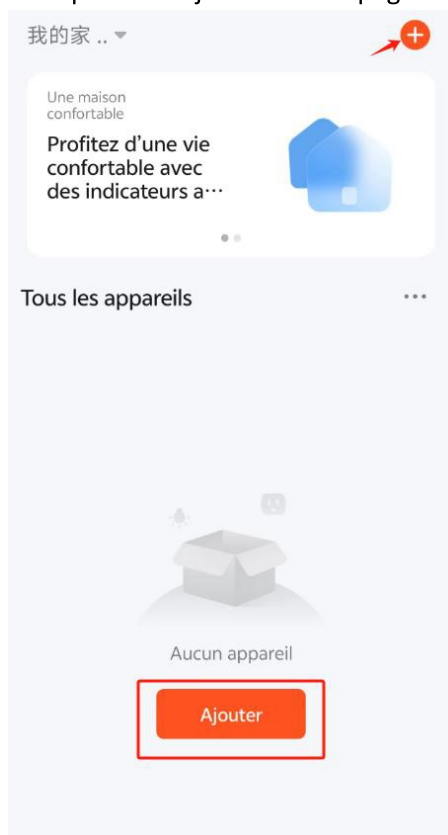 我的家 ..
Une maison
confortable
Profitez d’une vie
confortable avec
des indicateurs a···
Tous les appareils
Aucun appareil
Ajouter